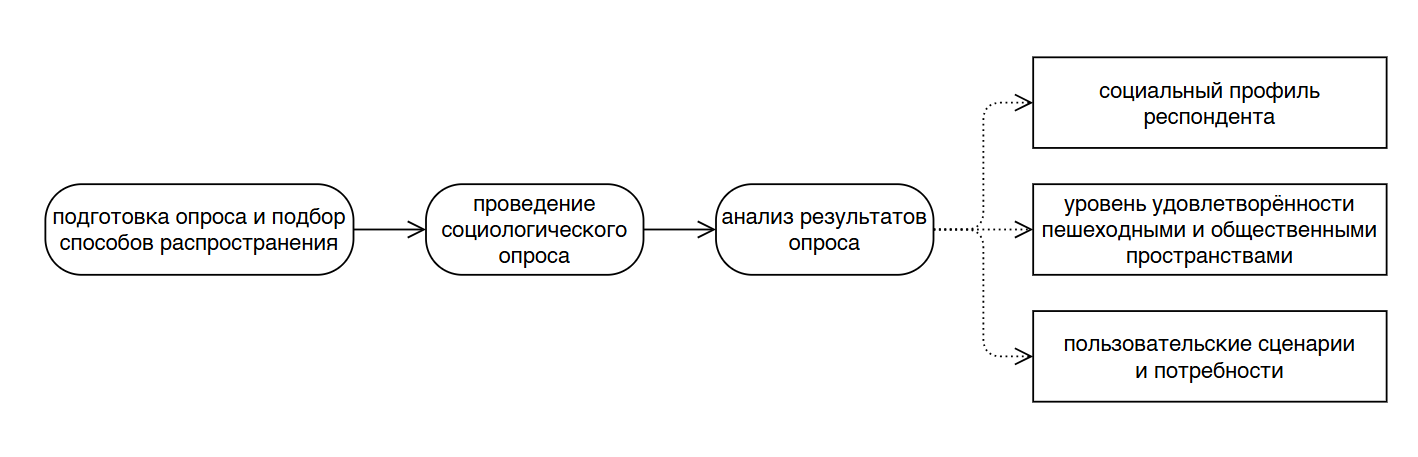 подготовка опроса и подбор
способов распространения
проведение
социологического
опроса
анализ результатов
опроса
социальный профиль
респондента
уровень удовлетворённости
пешеходными и общественными
пространствами
пользовательские сценарии
и потребности